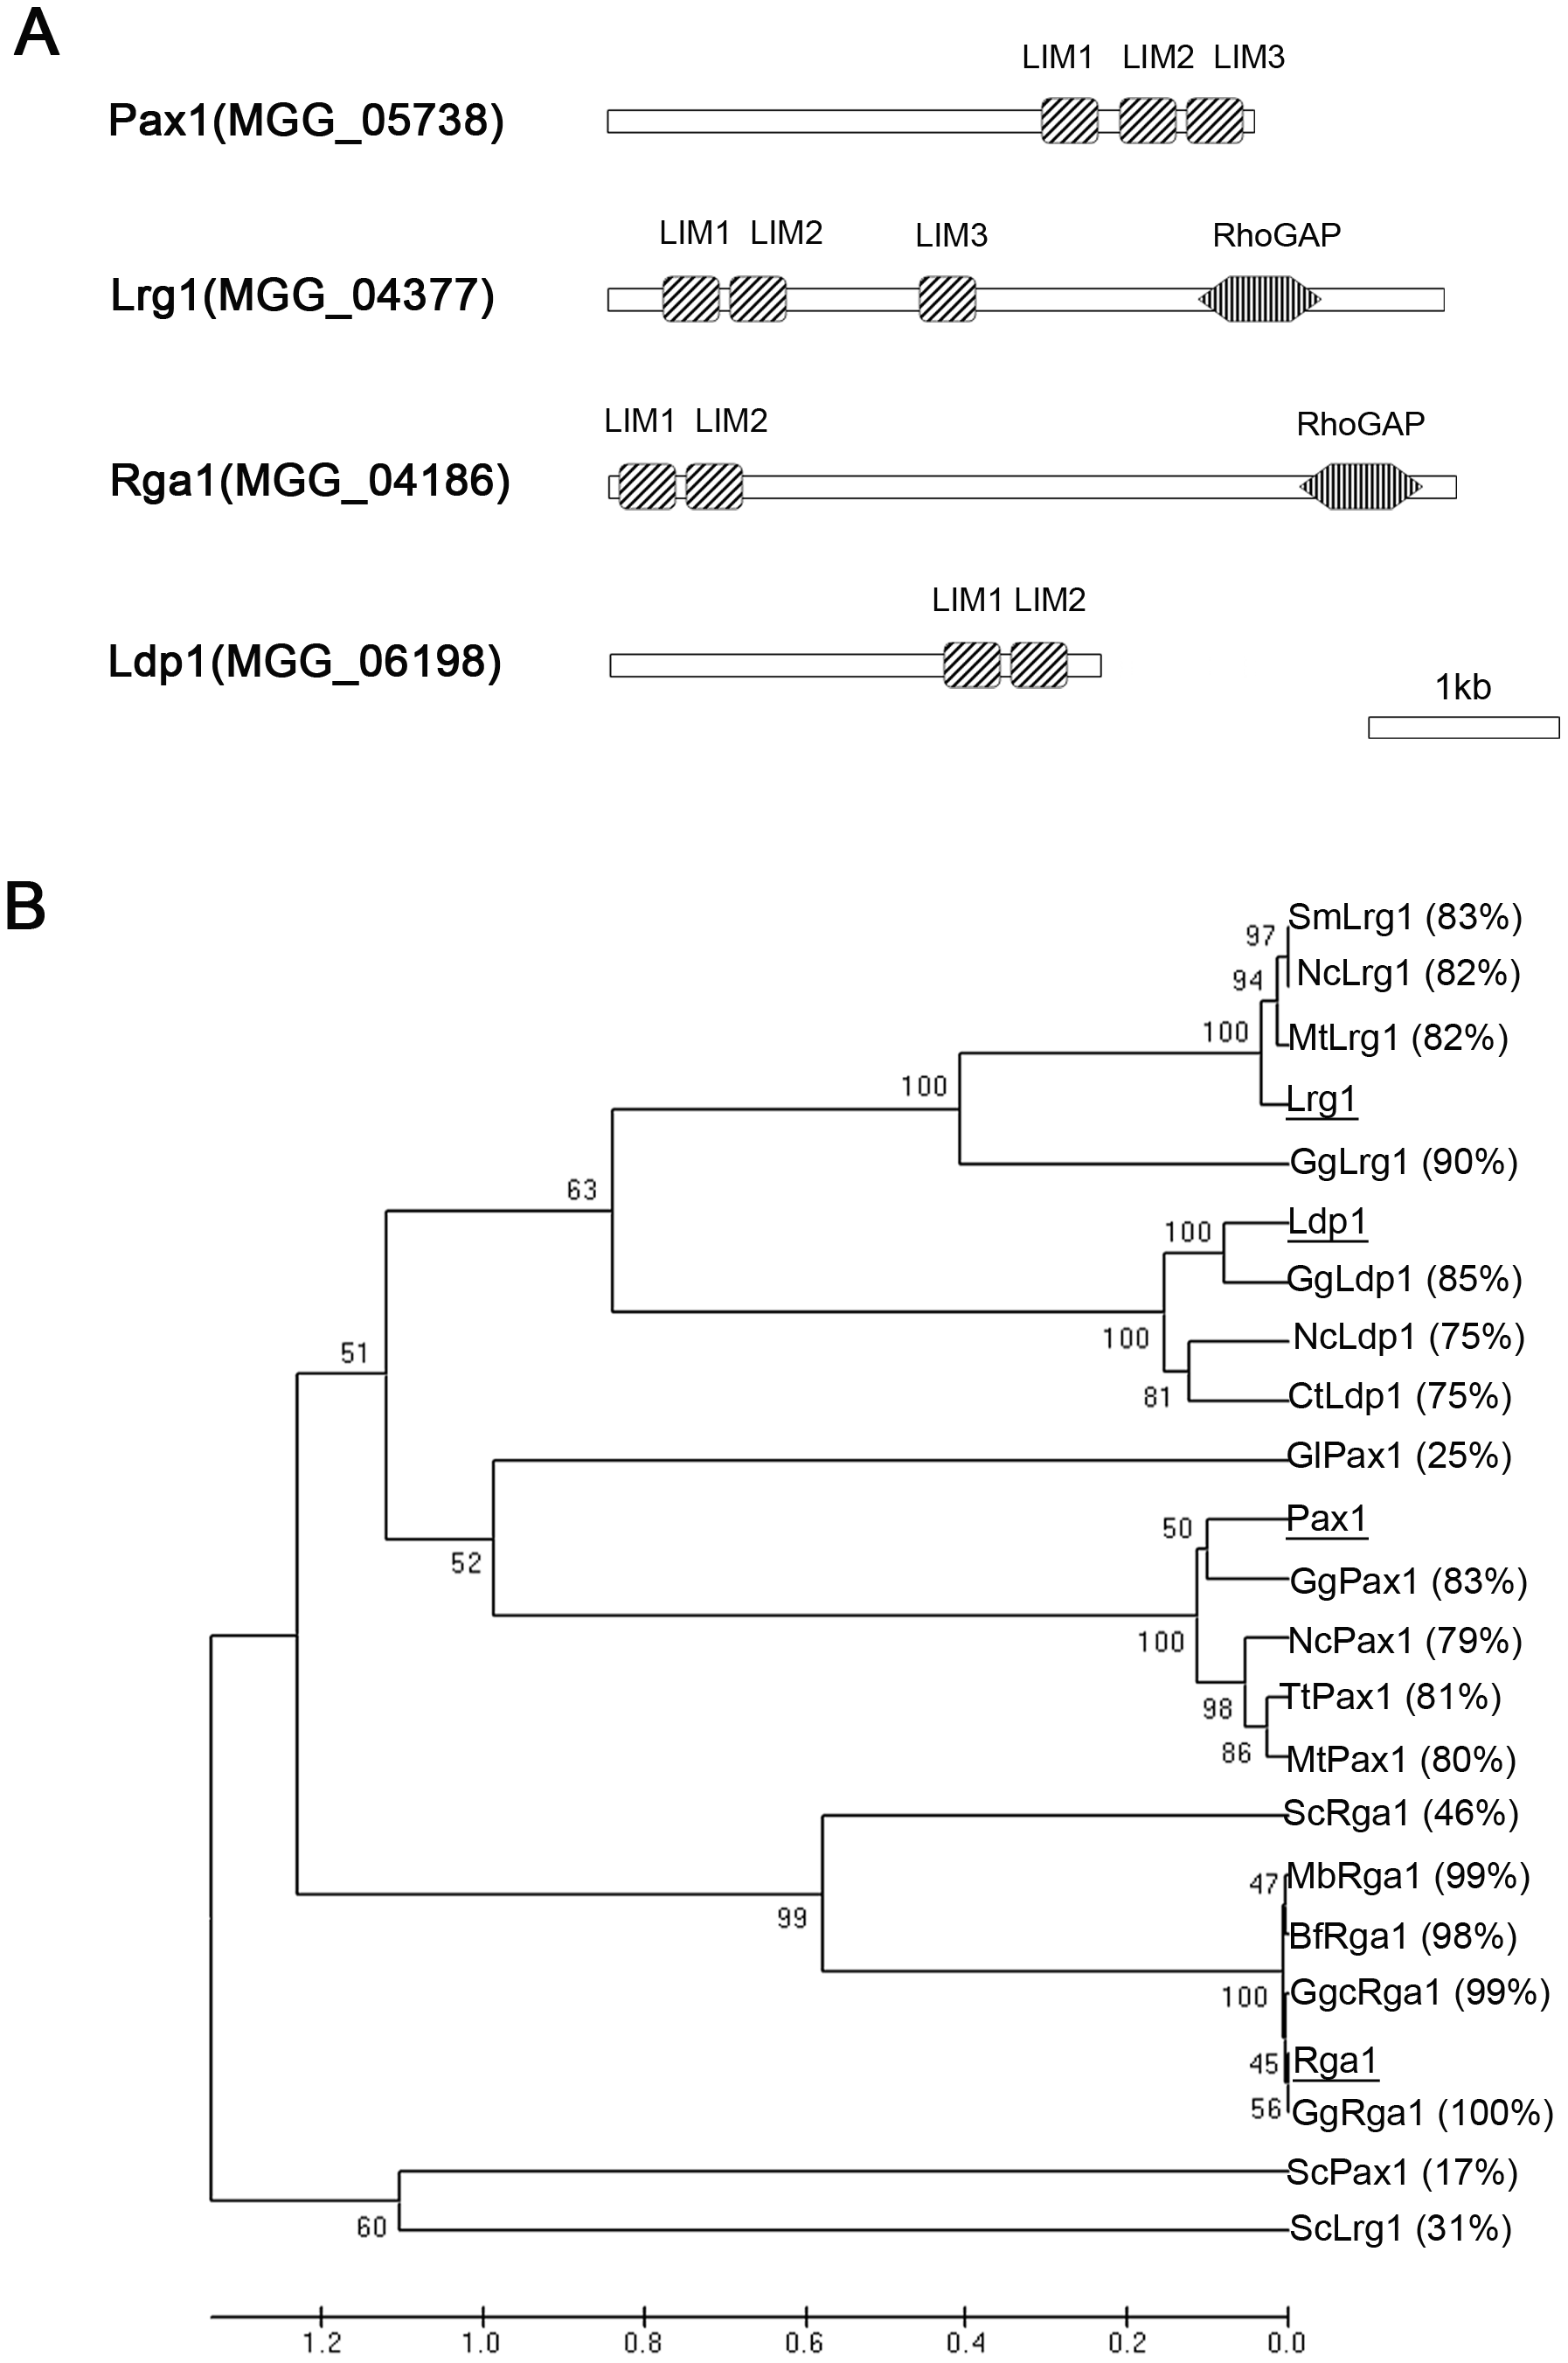 A
LIM1 LIM2 LIM3
Pax1(MGG_05738)
LIM1 LIM2 LIM3 RhoGAP
Lrg1(MGG_04377)
LIM1 LIM2 RhoGAP
Rga1(MGG_04186)
LIM1 LIM2
Ldp1(MGG_06198)
1kb
B
SmLrg1 (83%)
97
NcLrg1 (82%)
94
MtLrg1 (82%)
100
100
Lrg1
GgLrg1 (90%)
63
Ldp1
100
GgLdp1 (85%)
NcLdp1 (75%)
100
51
CtLdp1 (75%)
81
GlPax1 (25%)
Pax1
50
52
GgPax1 (83%)
NcPax1 (79%)
100
TtPax1 (81%)
98
MtPax1 (80%)
86
ScRga1 (46%)
MbRga1 (99%)
47
99
BfRga1 (98%)
GgcRga1 (99%)
100
Rga1
45
GgRga1 (100%)
56
ScPax1 (17%)
ScLrg1 (31%)
60
1.2 1.0 0.8 0.6 0.4 0.2 0.0